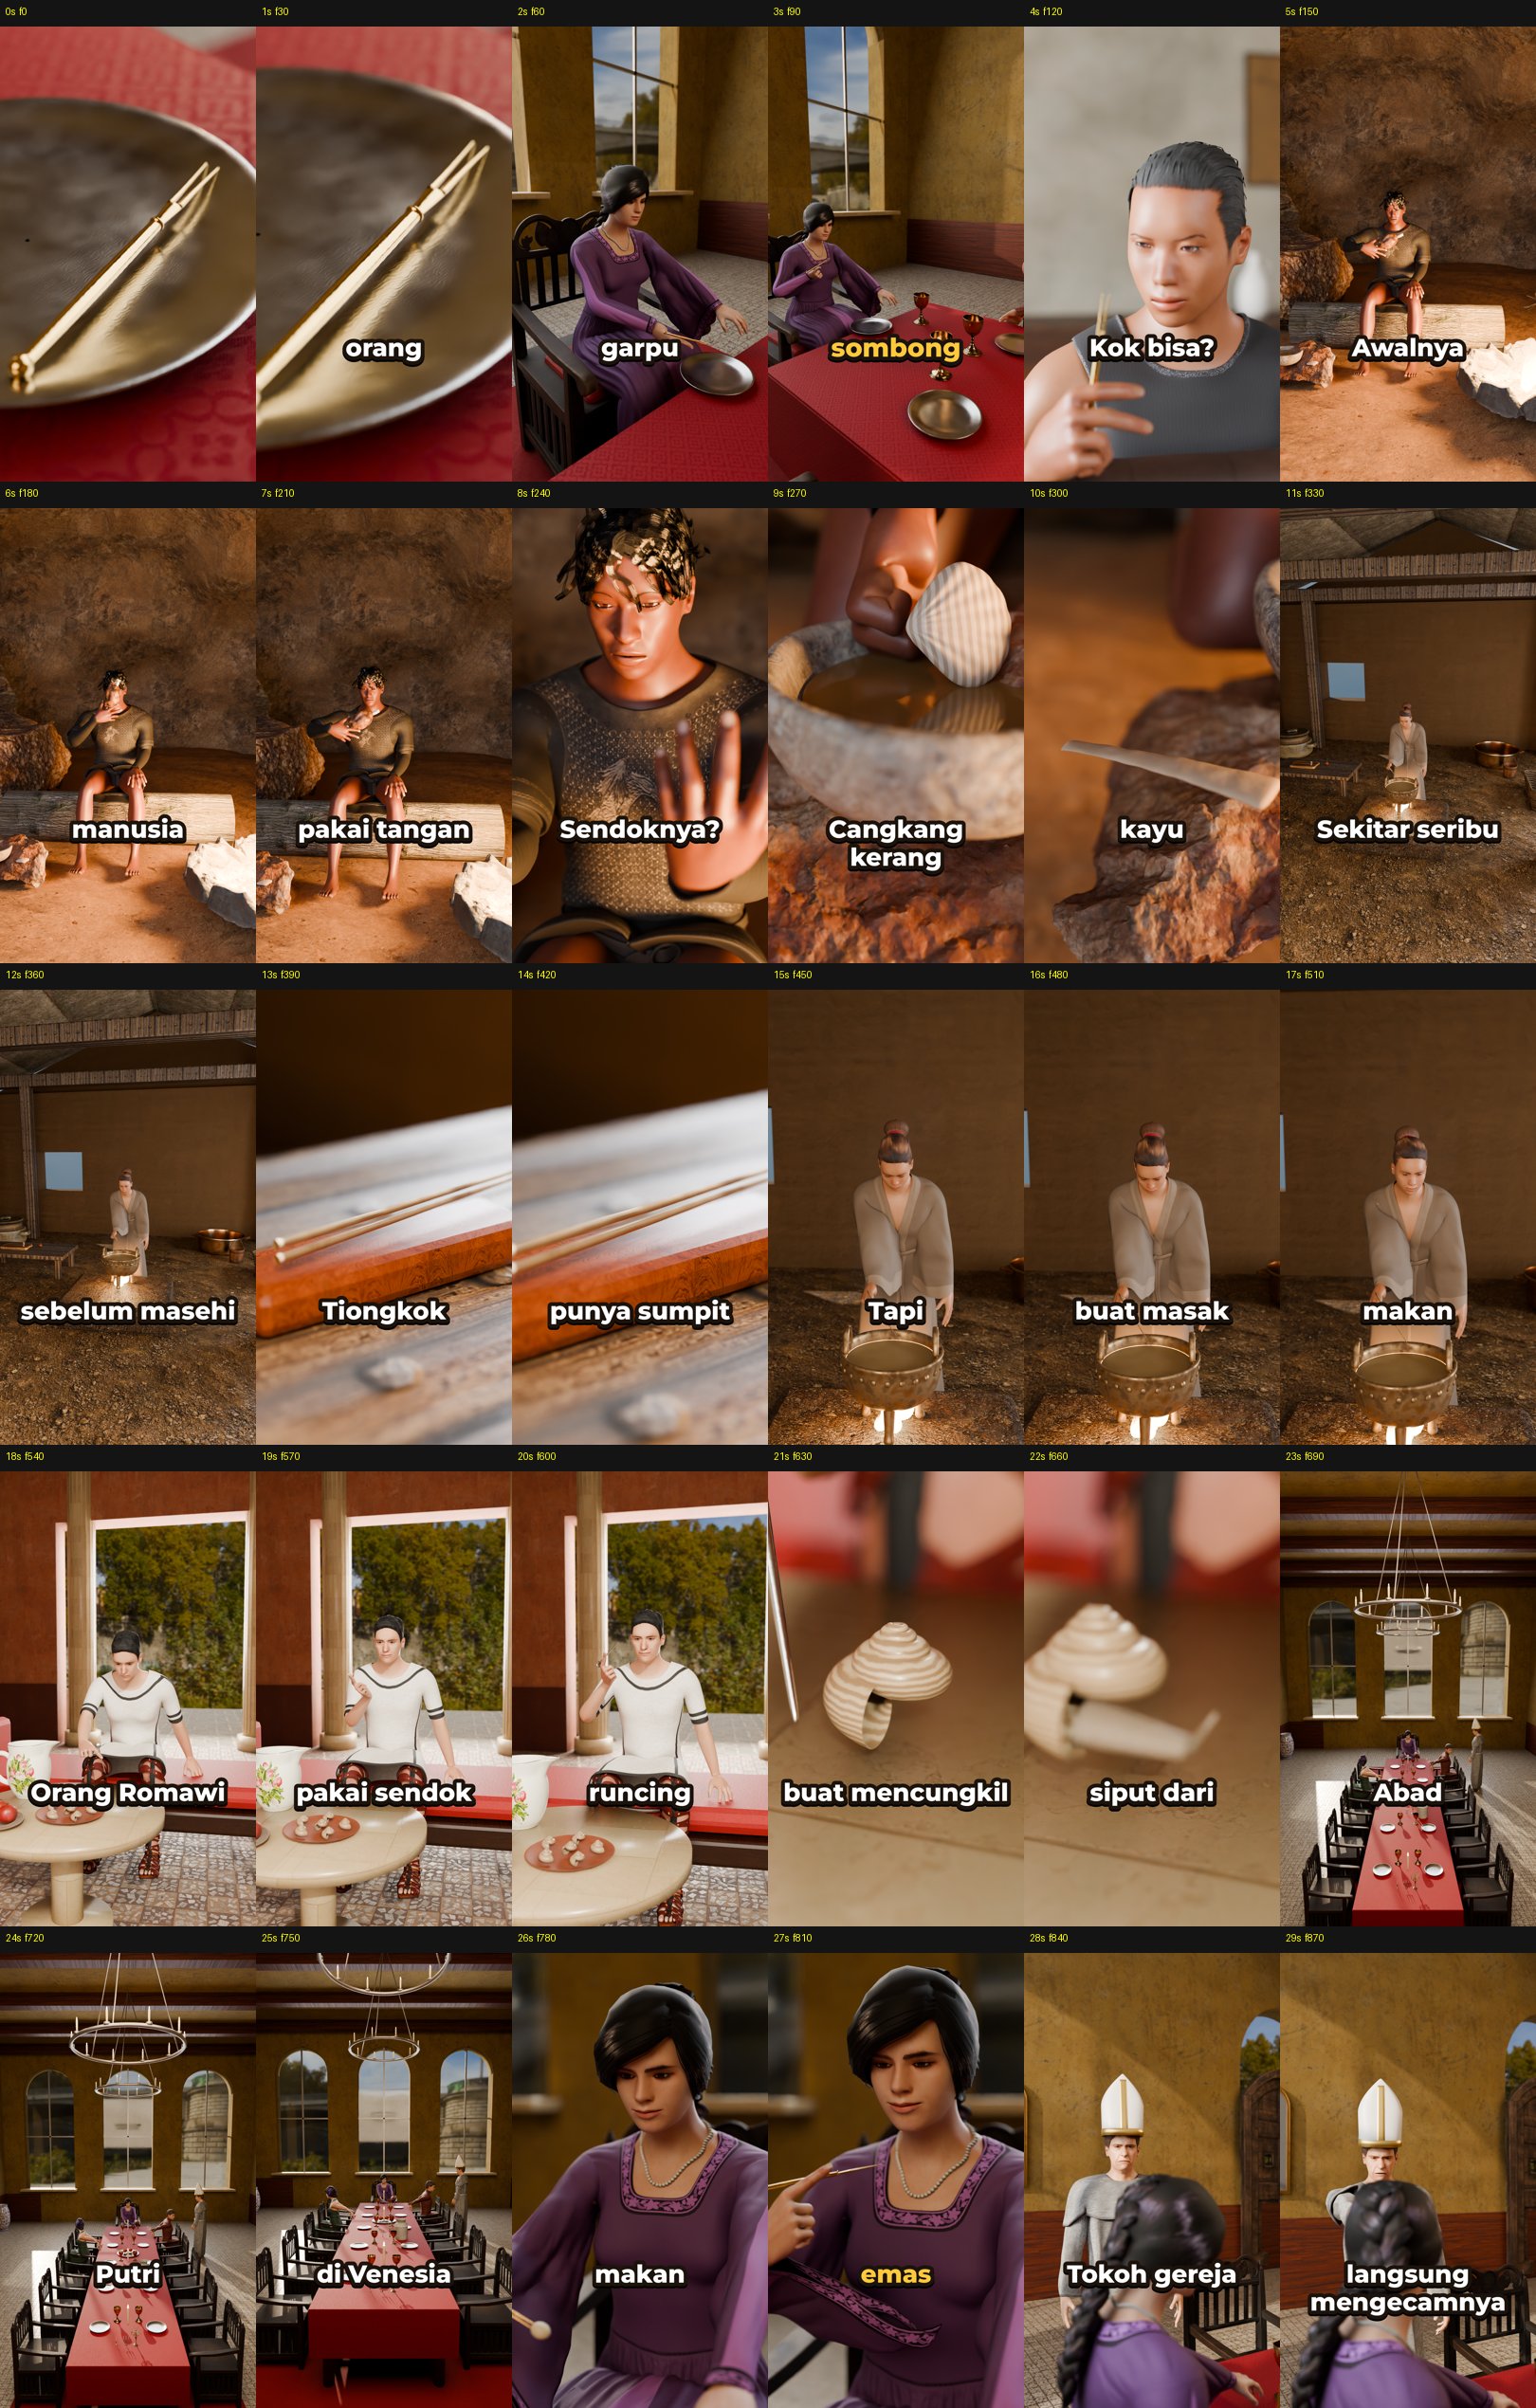 0s f0
1s f30
2s f60
3s f90
4s f120
5s f150
orang
garpu
sombong
Kok bisa?
Awalnya
6s f180
7s f210
8s f240
9s f270
10s f300
11s f330
manusia
pakai tangan
Sendoknya?
Cangkang
kerang
kayu
Sekitar seribu
12s f360
13s f390
14s f420
15s f450
16s f480
17s f510
sebelum masehi
Tiongkok
punya sumpit
Tapi
buat masak
makan
18s f540
19s f570
20s f600
21s f630
22s f660
23s f690
Orang Romawi
pakai sendok
runcing
buat mencungkil
siput dari
Abad
24s f720
25s f750
26s f780
27s f810
28s f840
29s f870
Putri
di Venesia
makan
emas
Tokoh gereja
langsung
mengecamnya